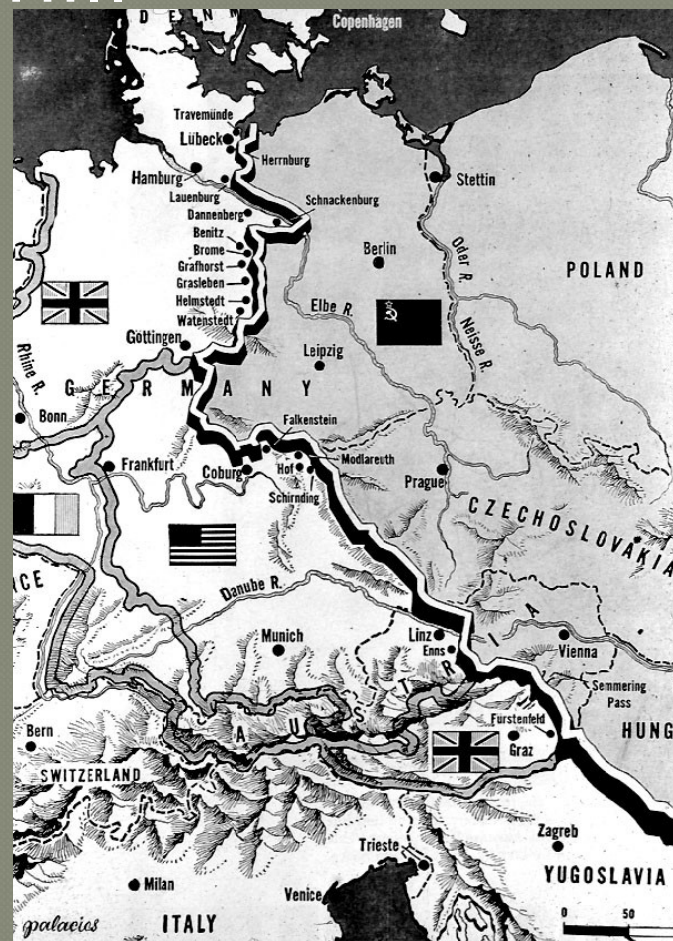 D E N
Copenhagen
Travemünde
Lübeck
Herrnburg
Hamburg
Stettin
Lauenburg
Schnackenburg
Dannenberg
Benitz
Brome
Berlin
Oder R.
POLAND
Grafhorst
Grasleben
Elbe R.
Helmstedt
Watenstedt
Neisse R.
Göttingen
Rhine R.
Leipzig
GERMANY
Bonn
Falkenstein
Frankfurt
Coburg
Hof
Modlareuth
Prague
Schirnding
CZECHOSLOVAKIA
NCE
Danube R.
Munich
Linz
Enns
Vienna
AUSTRIA
Semmering
Pass
Bern
Furstenfeld
HUNG
Graz
SWITZERLAND
Zagreb
Trieste
YUGOSLAVIA
Milan
Venice
palacios
ITALY
0 50